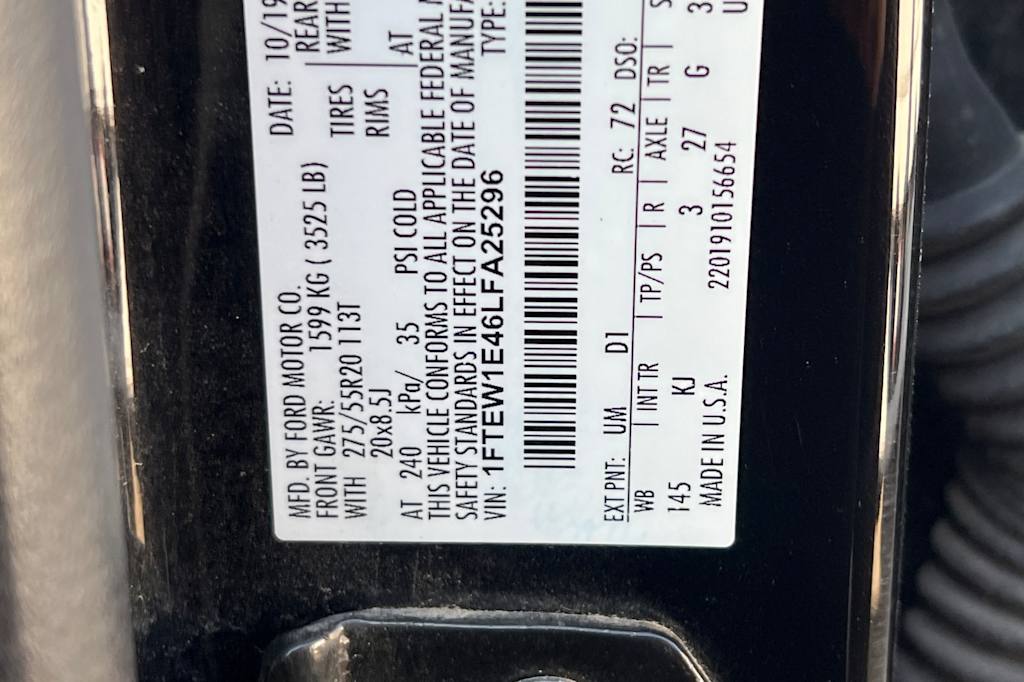 MFD. BY FORD MOTOR CO.
DATE: 10/19
FRONT GAWR: 1599 KG ( 3525 LB)
REAR
WITH 275/55R20 113T TIRES
WITH
20x8.5J RIMS
AT 240 kPa/ 35 PSI COLD AT
THIS VEHICLE CONFORMS TO ALL APPLICABLE FEDERAL
SAFETY STANDARDS IN EFFECT ON THE DATE OF
VIN: 1FTEW1E46LFA25296 TYPE:
EXT PNT: UM D1 RC: 72 DSO:
WB INT TR TP/PS R AXLE TR
145 KJ 3 27 G
MADE IN U.S.A. 2201910156654